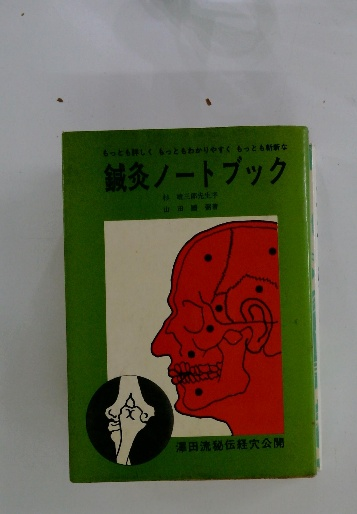 もっとも詳しく もっともわかりやすく もっとも斬新な
鍼灸ノートブック
澤田流秘伝経穴公開